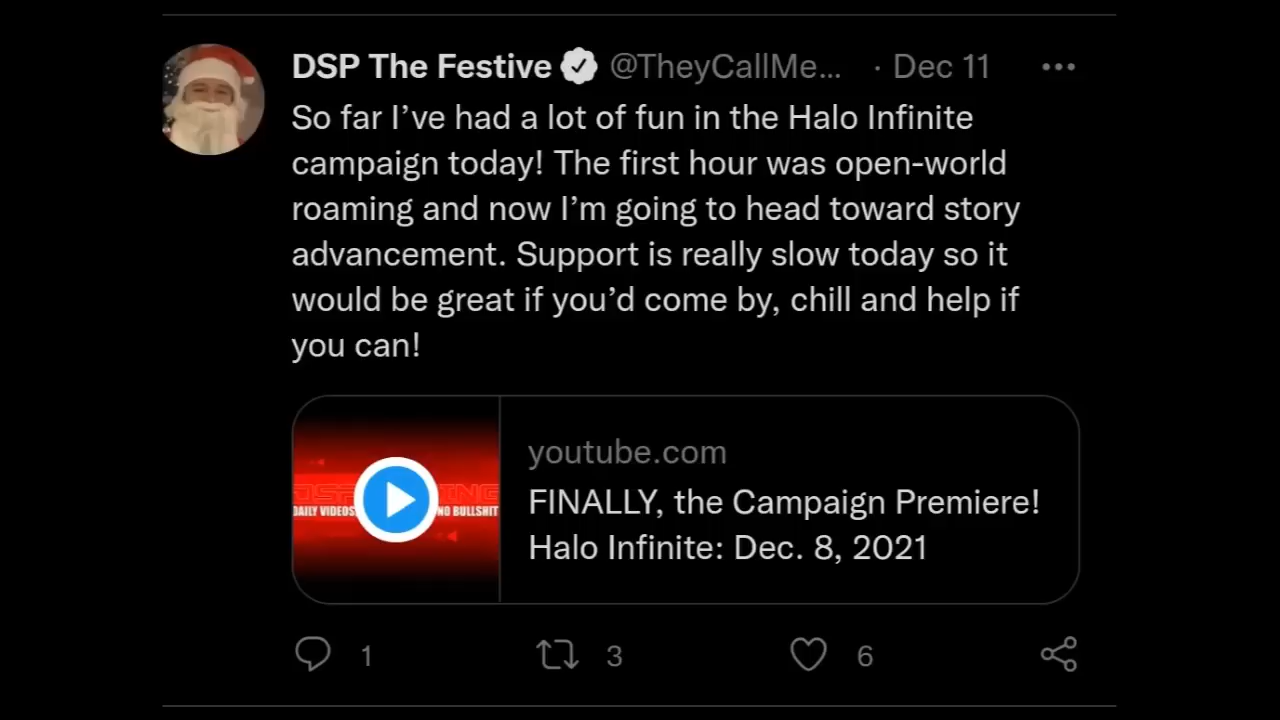 DSP The Festive @TheyCallMe... · Dec 11
So far I’ve had a lot of fun in the Halo Infinite
campaign today! The first hour was open-world
roaming and now I’m going to head toward story
advancement. Support is really slow today so it
would be great if you’d come by, chill and help if
you can!
youtube.com
FINALLY, the Campaign Premiere!
Halo Infinite: Dec. 8, 2021
DAILY VIDEOS NO BULLSHIT
1 3 6